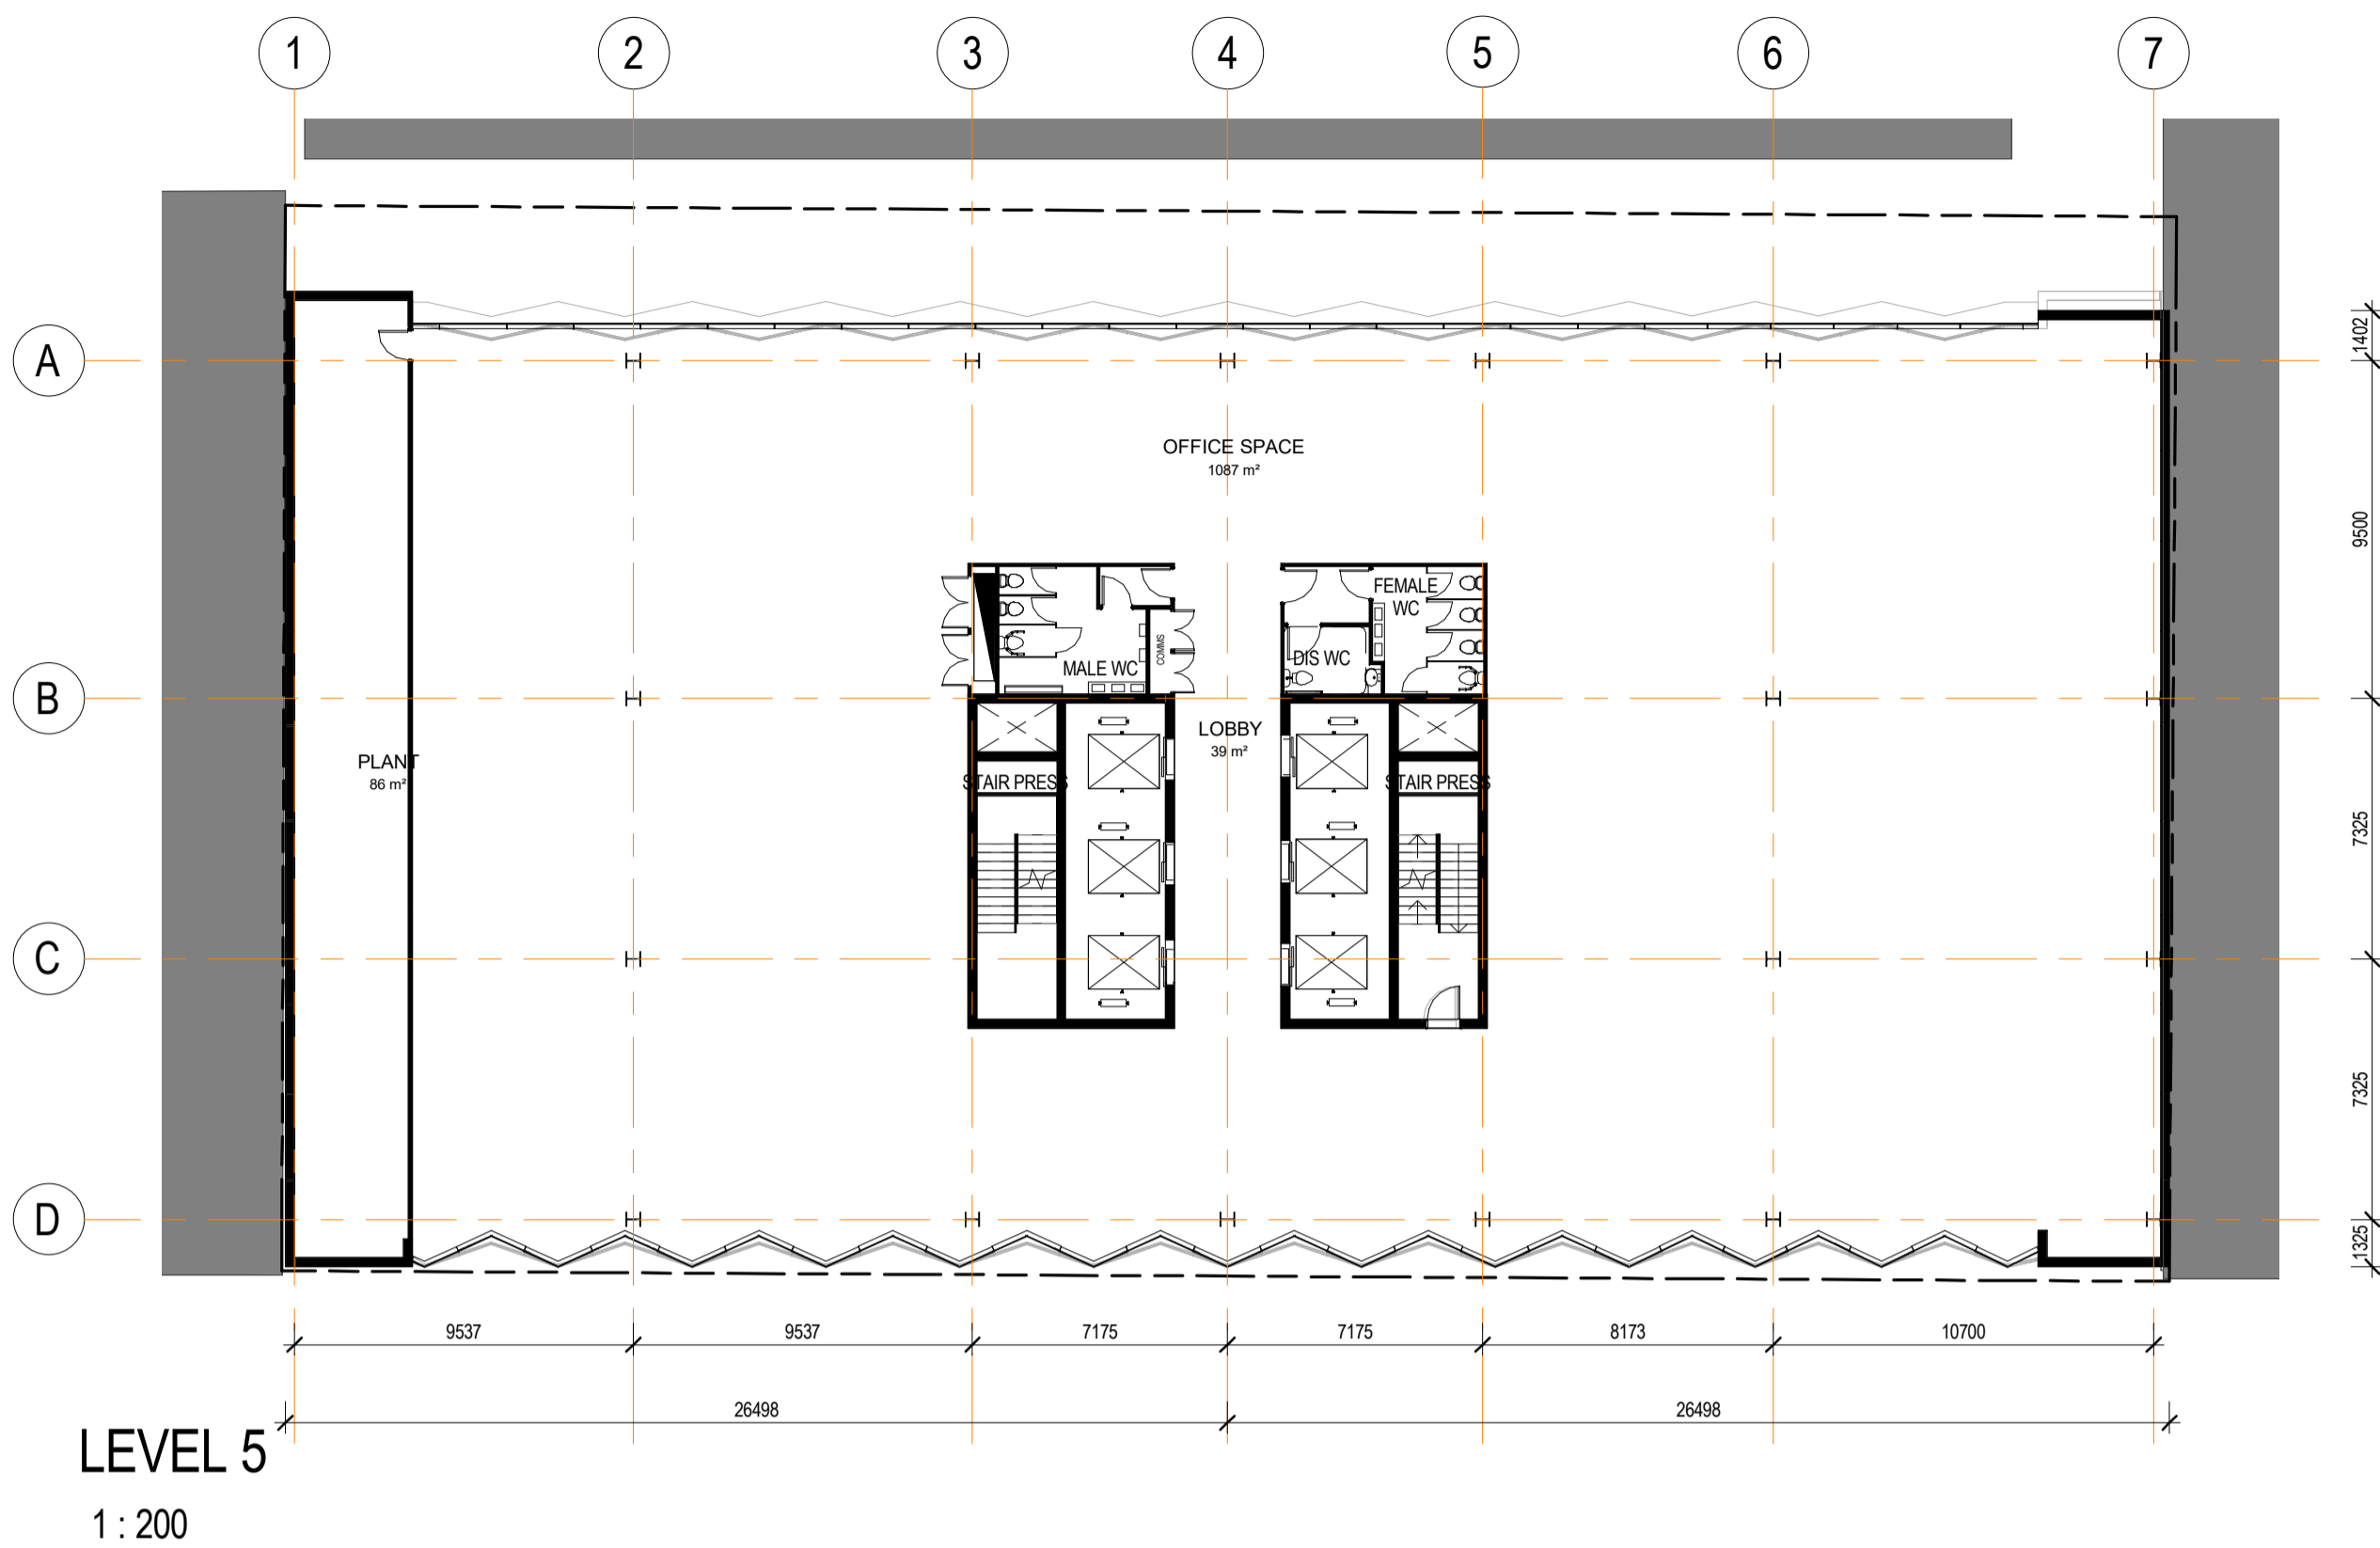 1 2 3 4 5 6 7
1402
A
OFFICE SPACE
1087 m²
9500
FEMALE
WC
COMMS
MALE WC
DIS WC
B
LOBBY
39 m²
PLANT
86 m²
STAIR PRESS
STAIR PRESS
7325
C
7325
D
1325
9537 9537 7175 7175 8173 10700
26498 26498
LEVEL 5
1 : 200